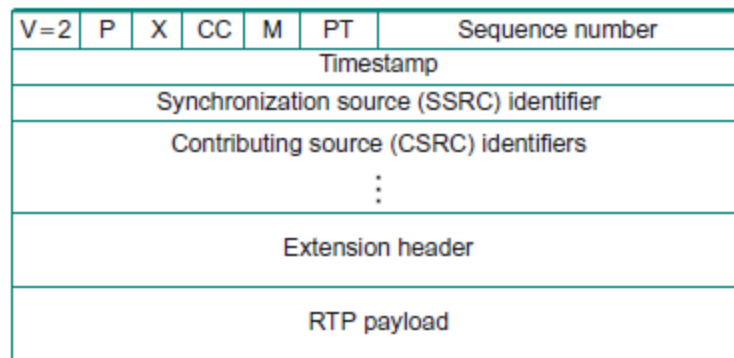 V=2 P X CC M PT Sequence number
Timestamp
Synchronization source (SSRC) identifier
Contributing source (CSRC) identifiers
⋮
Extension header
RTP payload